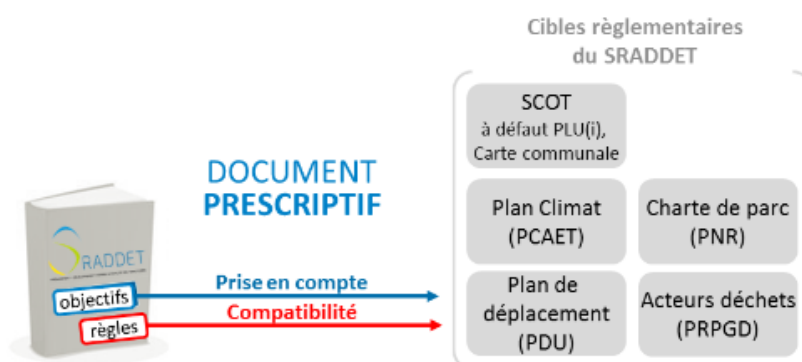 Cibles règlementaires
du SRADDET
SCOT
à défaut PLU(i),
Carte communale
DOCUMENT
PRESCRIPTIF
Plan Climat
(PCAET)
Charte de parc
(PNR)
SRADDET
objectifs
règles
Prise en compte
Compatibilité
Plan de
déplacement
(PDU)
Acteurs déchets
(PRPGD)